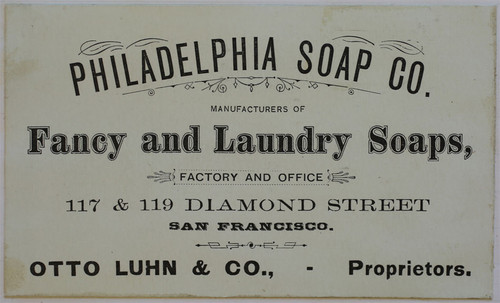 PHILADELPHIA SOAP CO.
MANUFACTURERS OF
Fancy and Laundry Soaps,
FACTORY AND OFFICE
117 & 119 DIAMOND STREET
SAN FRANCISCO.
OTTO LUHN & CO., - Proprietors.